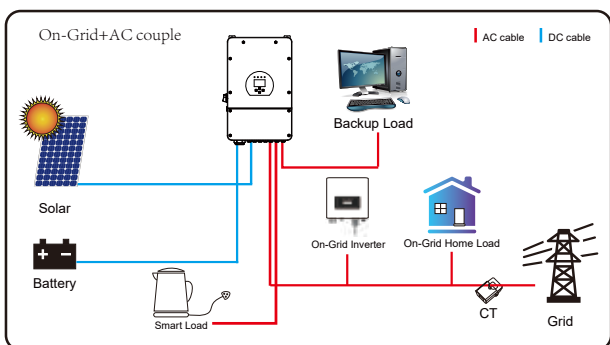 On-Grid+AC couple
AC cable
DC cable
Backup Load
Solar
On-Grid Inverter
On-Grid Home Load
Battery
Smart Load
CT
Grid